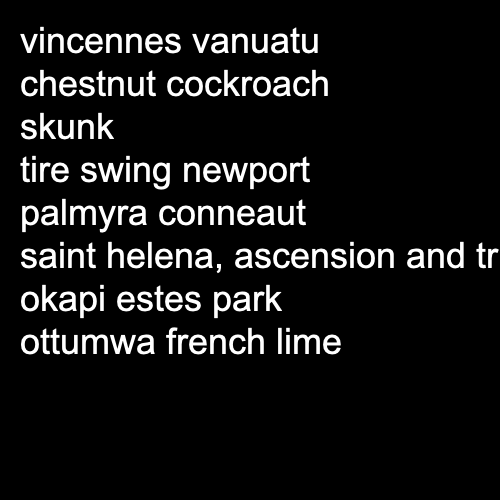 vincennes vanuatu
chestnut cockroach
skunk
tire swing newport
palmyra conneaut
saint helena, ascension and tr
okapi estes park
ottumwa french lime